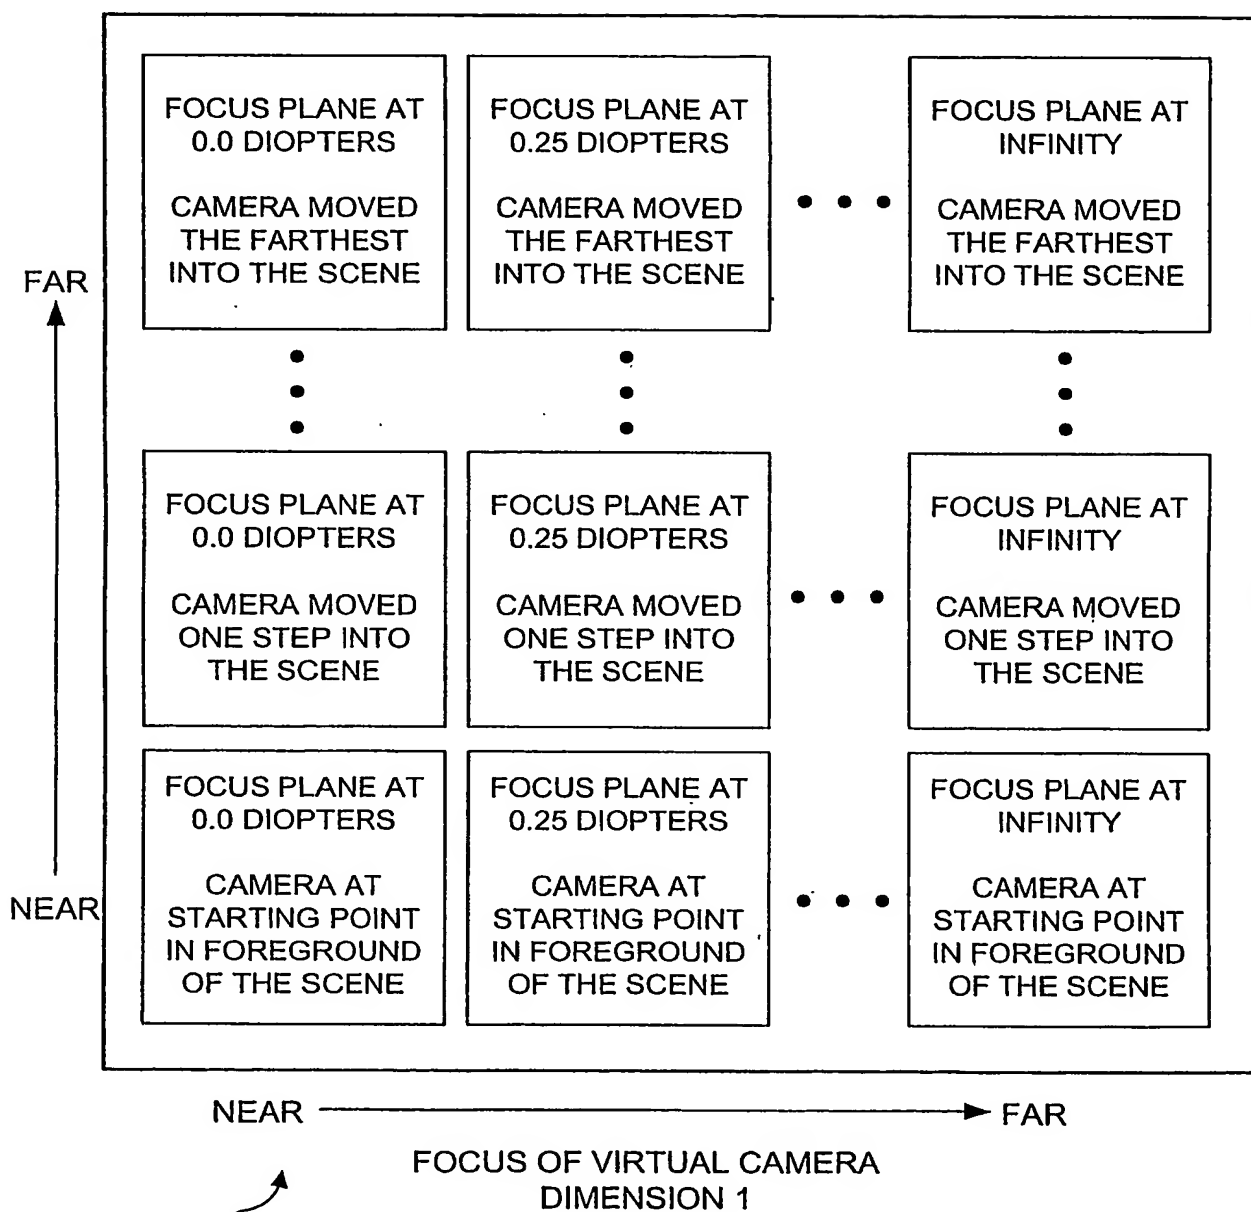 FOCUS PLANE AT
0.0 DIOPTERS
CAMERA MOVED
THE FARTHEST
INTO THE SCENE
FOCUS PLANE AT
0.25 DIOPTERS
CAMERA MOVED
THE FARTHEST
INTO THE SCENE
FOCUS PLANE AT
INFINITY
CAMERA MOVED
THE FARTHEST
INTO THE SCENE
FAR
FOCUS PLANE AT
0.0 DIOPTERS
CAMERA MOVED
ONE STEP INTO
THE SCENE
FOCUS PLANE AT
0.25 DIOPTERS
CAMERA MOVED
ONE STEP INTO
THE SCENE
FOCUS PLANE AT
INFINITY
CAMERA MOVED
ONE STEP INTO
THE SCENE
FOCUS PLANE AT
0.0 DIOPTERS
CAMERA AT
STARTING POINT
IN FOREGROUND
OF THE SCENE
FOCUS PLANE AT
0.25 DIOPTERS
CAMERA AT
STARTING POINT
IN FOREGROUND
OF THE SCENE
FOCUS PLANE AT
INFINITY
CAMERA AT
STARTING POINT
IN FOREGROUND
OF THE SCENE
NEAR
NEAR
FAR
FOCUS OF VIRTUAL CAMERA
DIMENSION 1